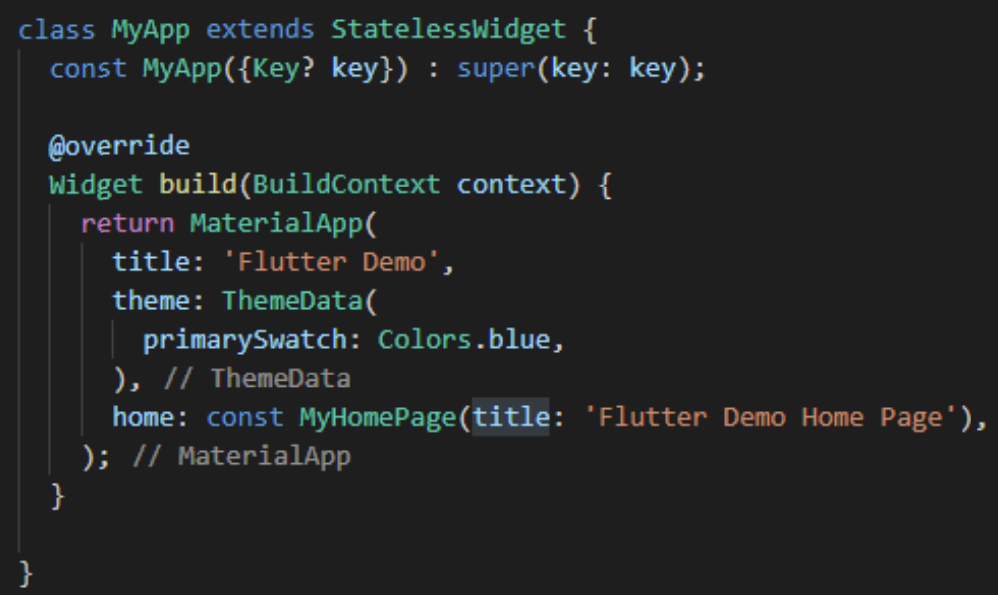 class MyApp extends StatelessWidget {
  const MyApp({Key? key}) : super(key: key);
  @override
  Widget build(BuildContext context) {
    return MaterialApp(
      title: 'Flutter Demo',
      theme: ThemeData(
        primarySwatch: Colors.blue,
      ), // ThemeData
      home: const MyHomePage(title: 'Flutter Demo Home Page'),
    ); // MaterialApp
  }
}